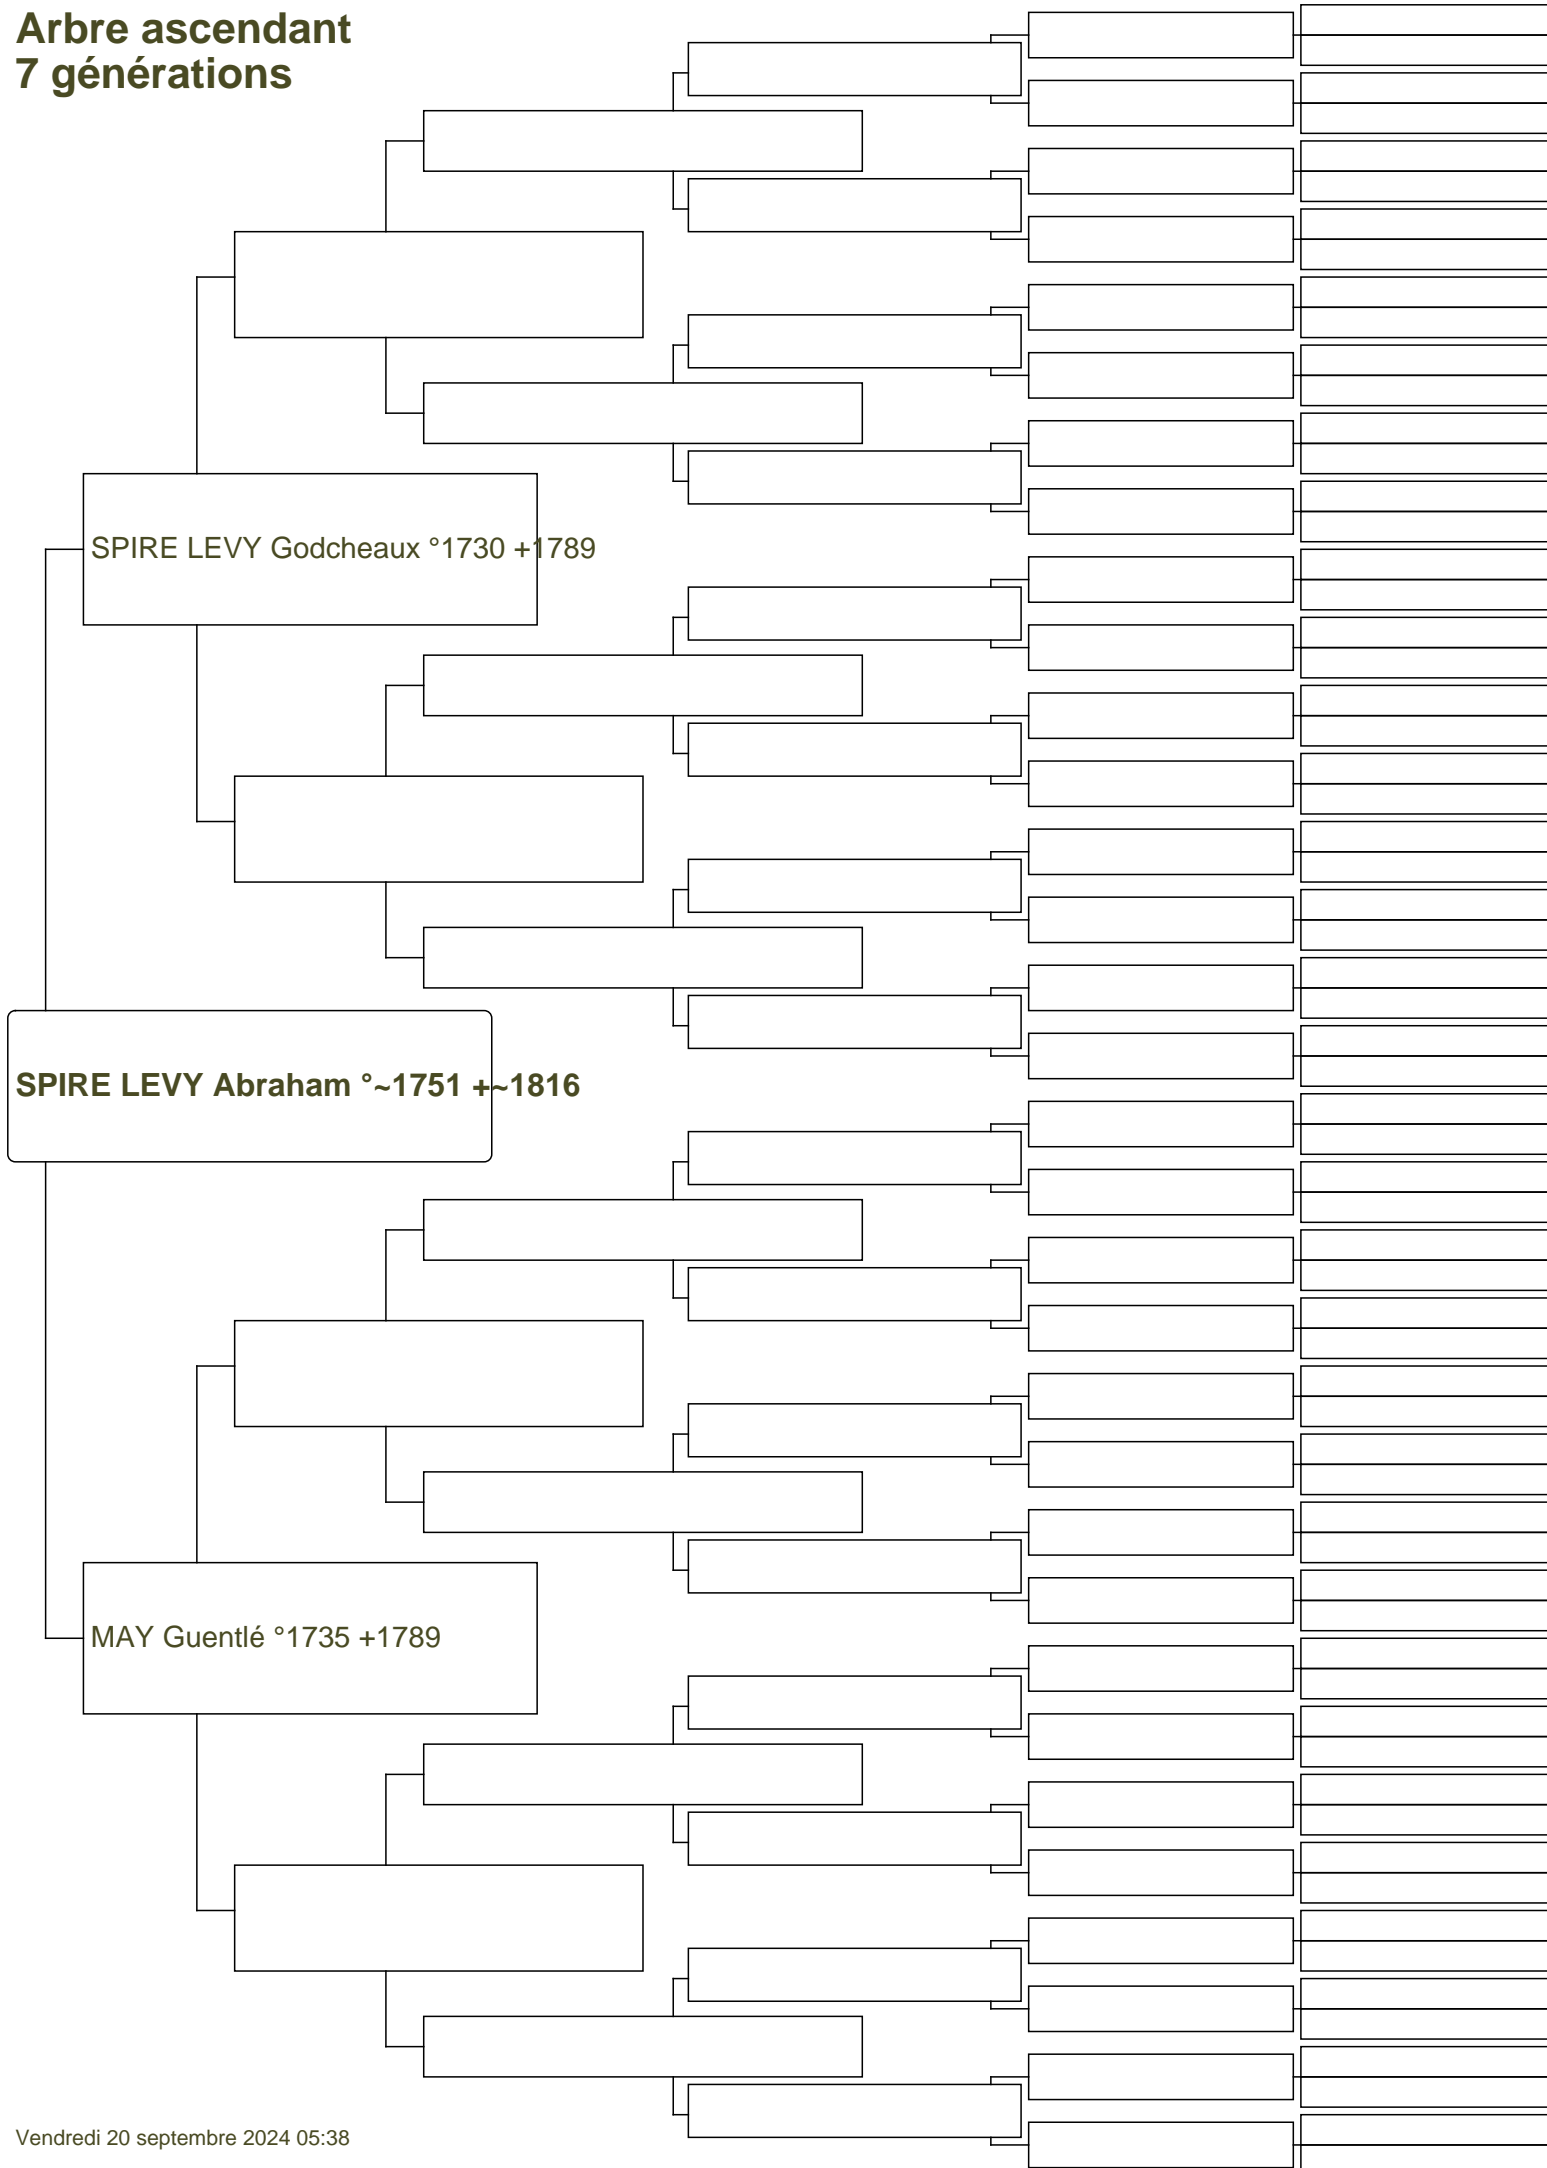 Arbre ascendant
7 générations
SPIRE LEVY Godcheaux °1730 +1789
SPIRE LEVY Abraham °~1751 +~1816
MAY Guentlé °1735 +1789
Vendredi 20 septembre 2024 05:38